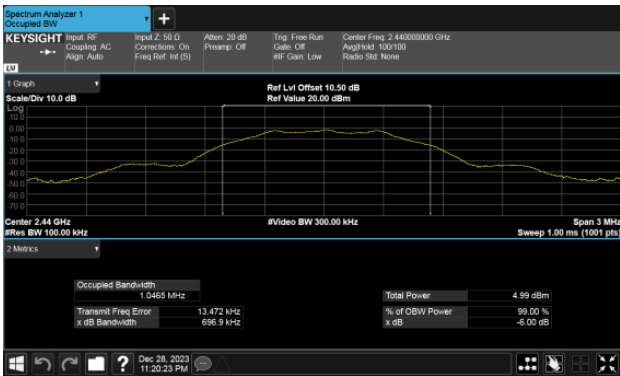 Spectrum Analyzer 1
Occupied BW
+
KEYSIGHT Input: RF Input Z: 50 Ω Atten: 20 dB Trig: Free Run Center Freq: 2.440000000 GHz
Coupling: AC Corrections: On Preamp: Off Gate: Off Avg|Hold: 100/100
Align: Auto Freq Ref: Int (S) #IF Gain: Low Radio Std: None
LXI
1 Graph Ref Lvl Offset 10.50 dB
Scale/Div 10.0 dB Ref Value 20.00 dBm
Log
10.0
0.00
-10.0
-20.0
-30.0
-40.0
-50.0
-60.0
-70.0
Center 2.44 GHz #Video BW 300.00 kHz Span 3 MHz
#Res BW 100.00 kHz Sweep 1.00 ms (1001 pts)
2 Metrics
Occupied Bandwidth
1.0465 MHz Total Power 4.99 dBm
Transmit Freq Error 13.472 kHz % of OBW Power 99.00 %
x dB Bandwidth 696.9 kHz x dB -6.00 dB
? Dec 28, 2023
11:20:23 PM